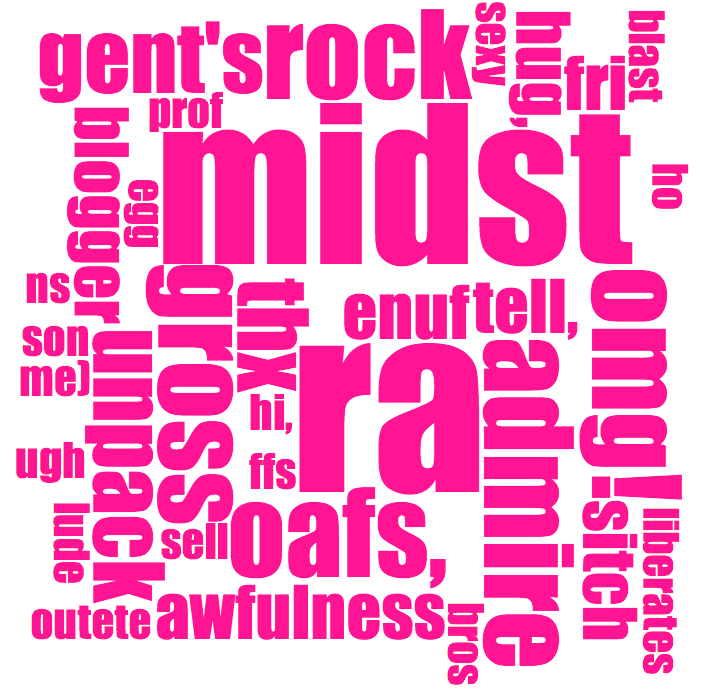 gent's
rock
sexy
hug,
fri
blast
prof
blogger
midst
egg
ho
ns
gross
thx
enuf
tell,
omg!
son
me)
unpack
ra
admire
hi,
ugh
ffs
lude
sell
oafs,
sitch
liberates
outete
awfulness
bros